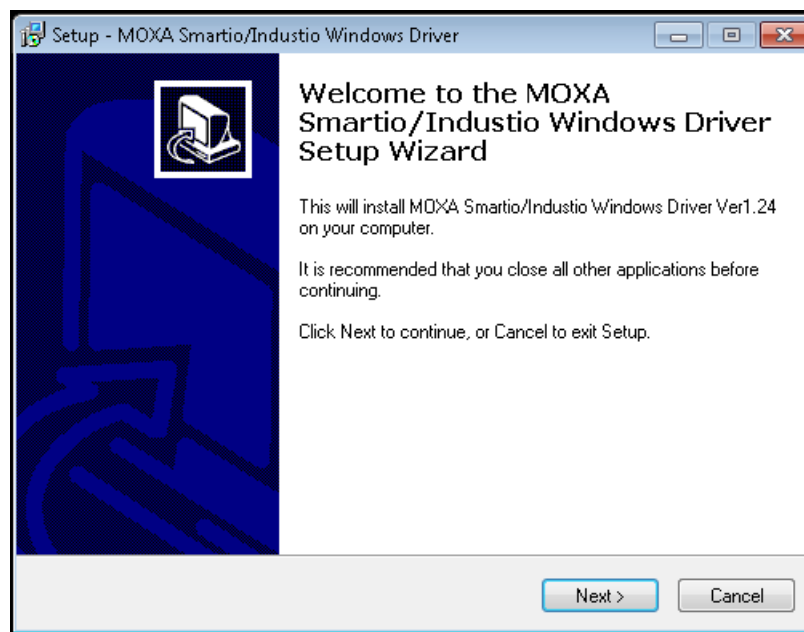 Setup - MOXA Smartio/Industio Windows Driver
Welcome to the MOXA
Smartio/Industio Windows Driver
Setup Wizard
This will install MOXA Smartio/Industio Windows Driver Ver1.24
on your computer.
It is recommended that you close all other applications before
continuing.
Click Next to continue, or Cancel to exit Setup.
Next >
Cancel